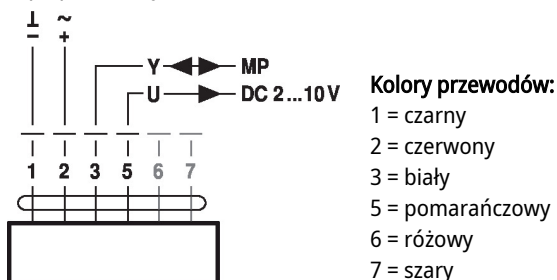 ⊥ ~
– +
Y MP
U DC 2...10 V
1 2 3 5 6 7
Kolory przewodów:
1 = czarny
2 = czerwony
3 = biały
5 = pomarańczowy
6 = różowy
7 = szary